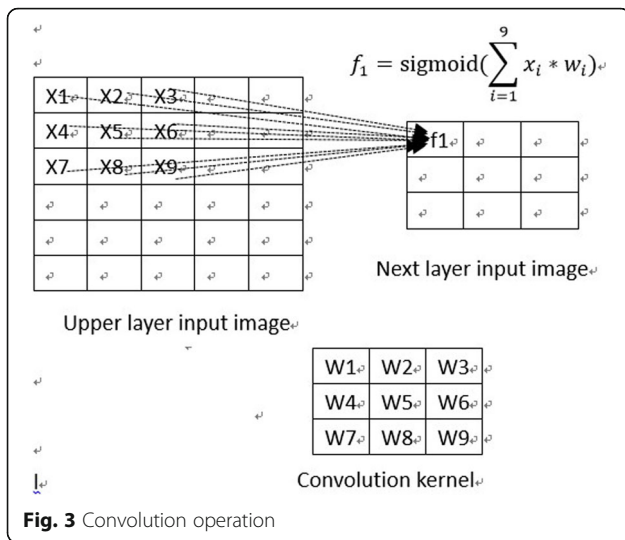 f₁ = sigmoid(∑ xᵢ * wᵢ)
9
i=1
X1 X2 X3
X4 X5 X6
X7 X8 X9
f1
Next layer input image
Upper layer input image
W1 W2 W3
W4 W5 W6
W7 W8 W9
Convolution kernel
I
Fig. 3 Convolution operation